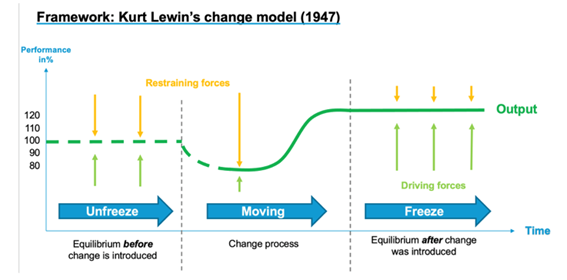 Framework: Kurt Lewin's change model (1947)
Performance
in%
Restraining forces
120
110
100
90
80
Output
Driving forces
Unfreeze
Moving
Freeze
Time
Equilibrium before
change is introduced
Change process
Equilibrium after change
was introduced